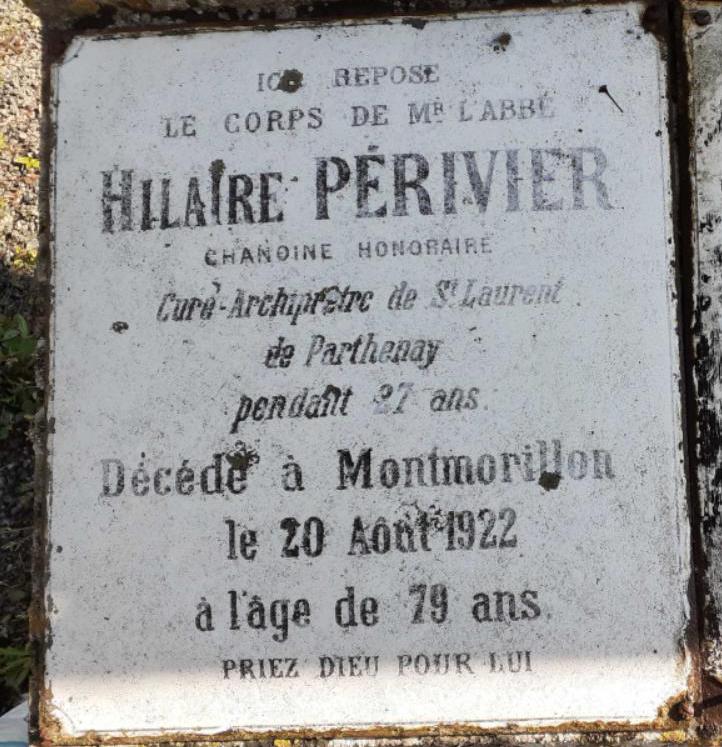 ICI REPOSE
LE CORPS DE MR L'ABBÉ
HILAIRE PÉRIVIER
CHANOINE HONORAIRE
Curé-Archiprêtre de St Laurent
de Parthenay
pendant 27 ans.
Décédé à Montmorillon
le 20 Août 1922
à l'âge de 79 ans.
PRIEZ DIEU POUR LUI